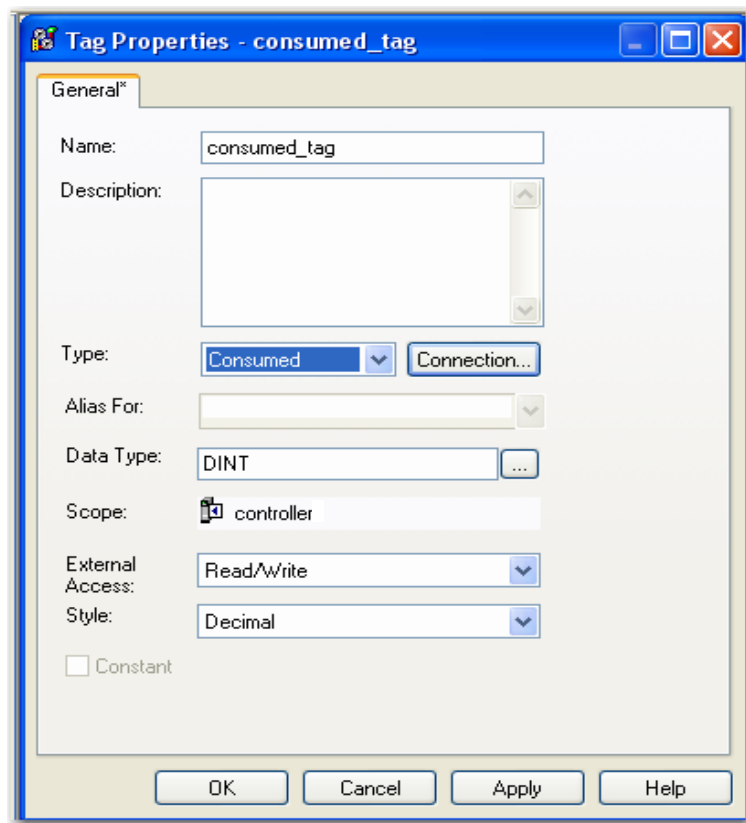 Tag Properties - consumed_tag
General*
Name: consumed_tag
Description:
Type: Consumed Connection...
Alias For:
Data Type: DINT ...
Scope: controller
External
Access: Read/Write
Style: Decimal
Constant
OK Cancel Apply Help